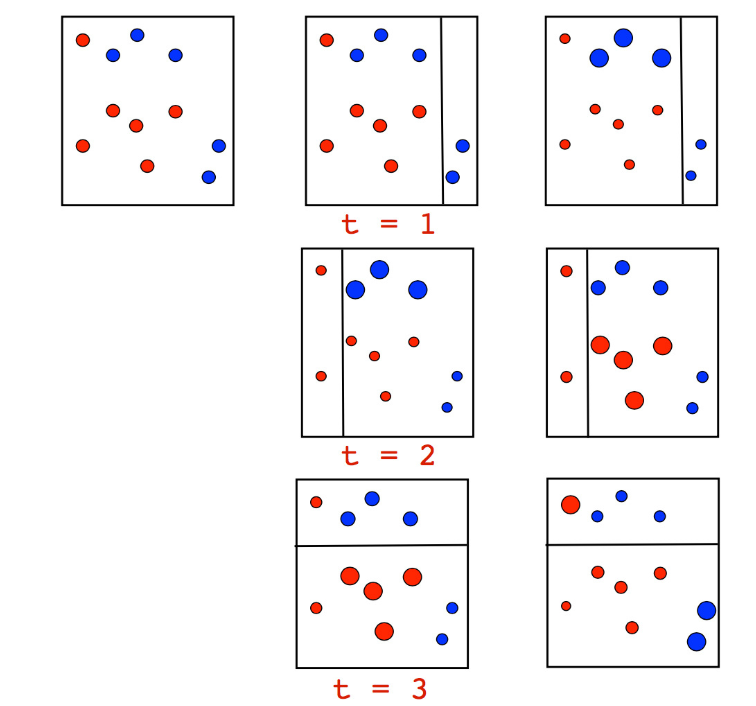 t = 1
t = 2
t = 3